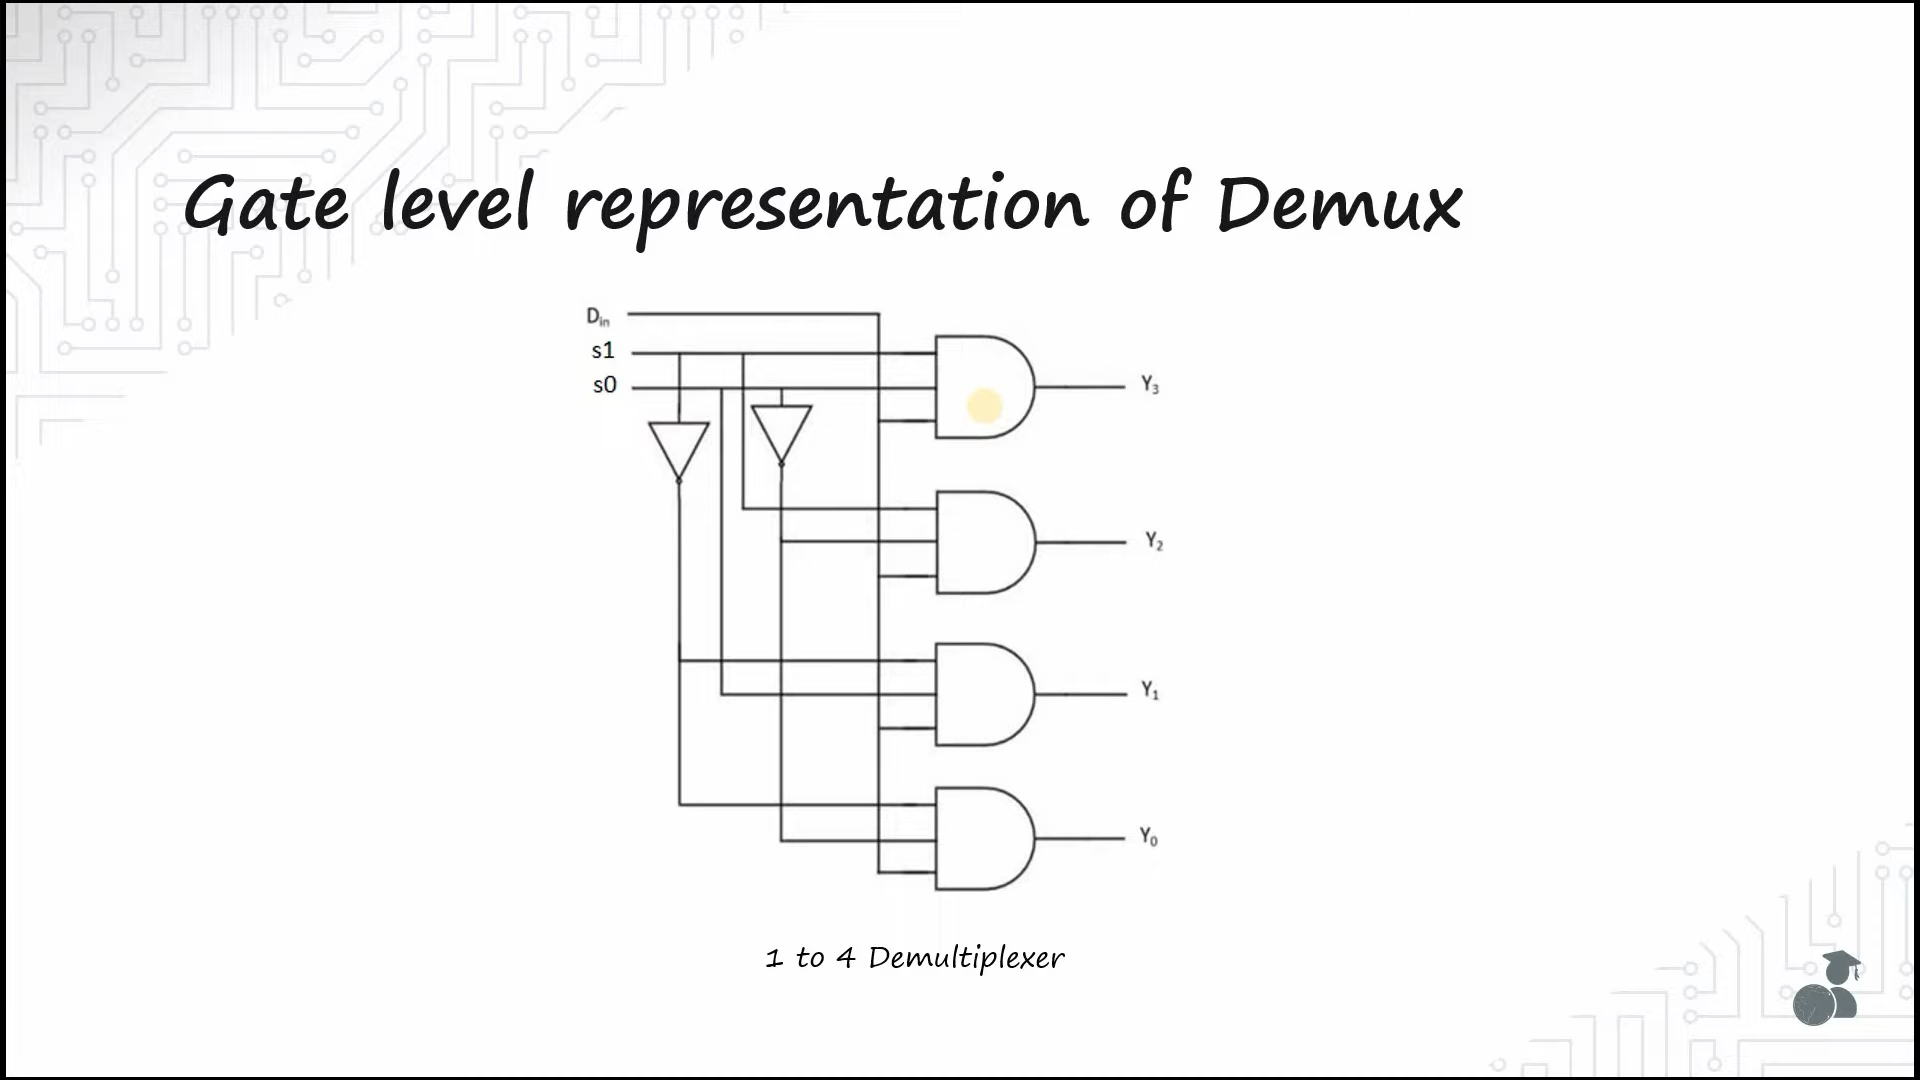 Gate level representation of Demux
Din
s1
s0
Y3
Y2
Y1
Y0
1 to 4 Demultiplexer